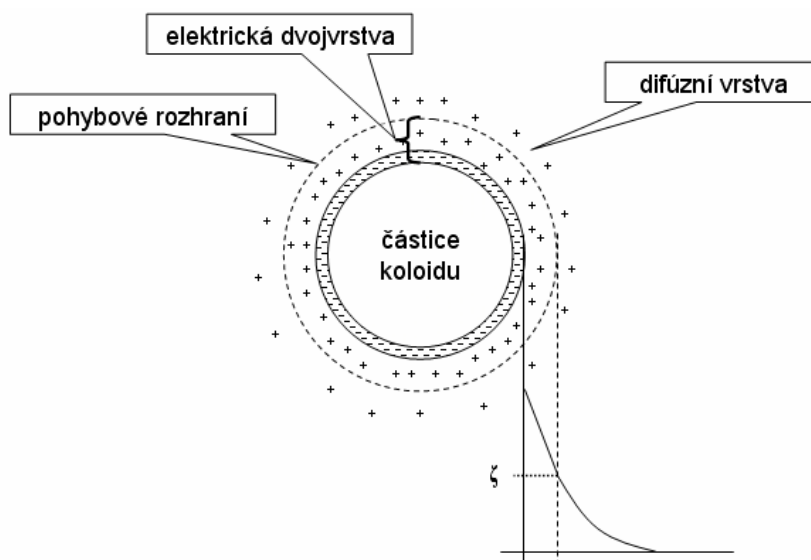 elektrická dvojvrstva
pohybové rozhraní
difúzní vrstva
částice
koloidu
ζ